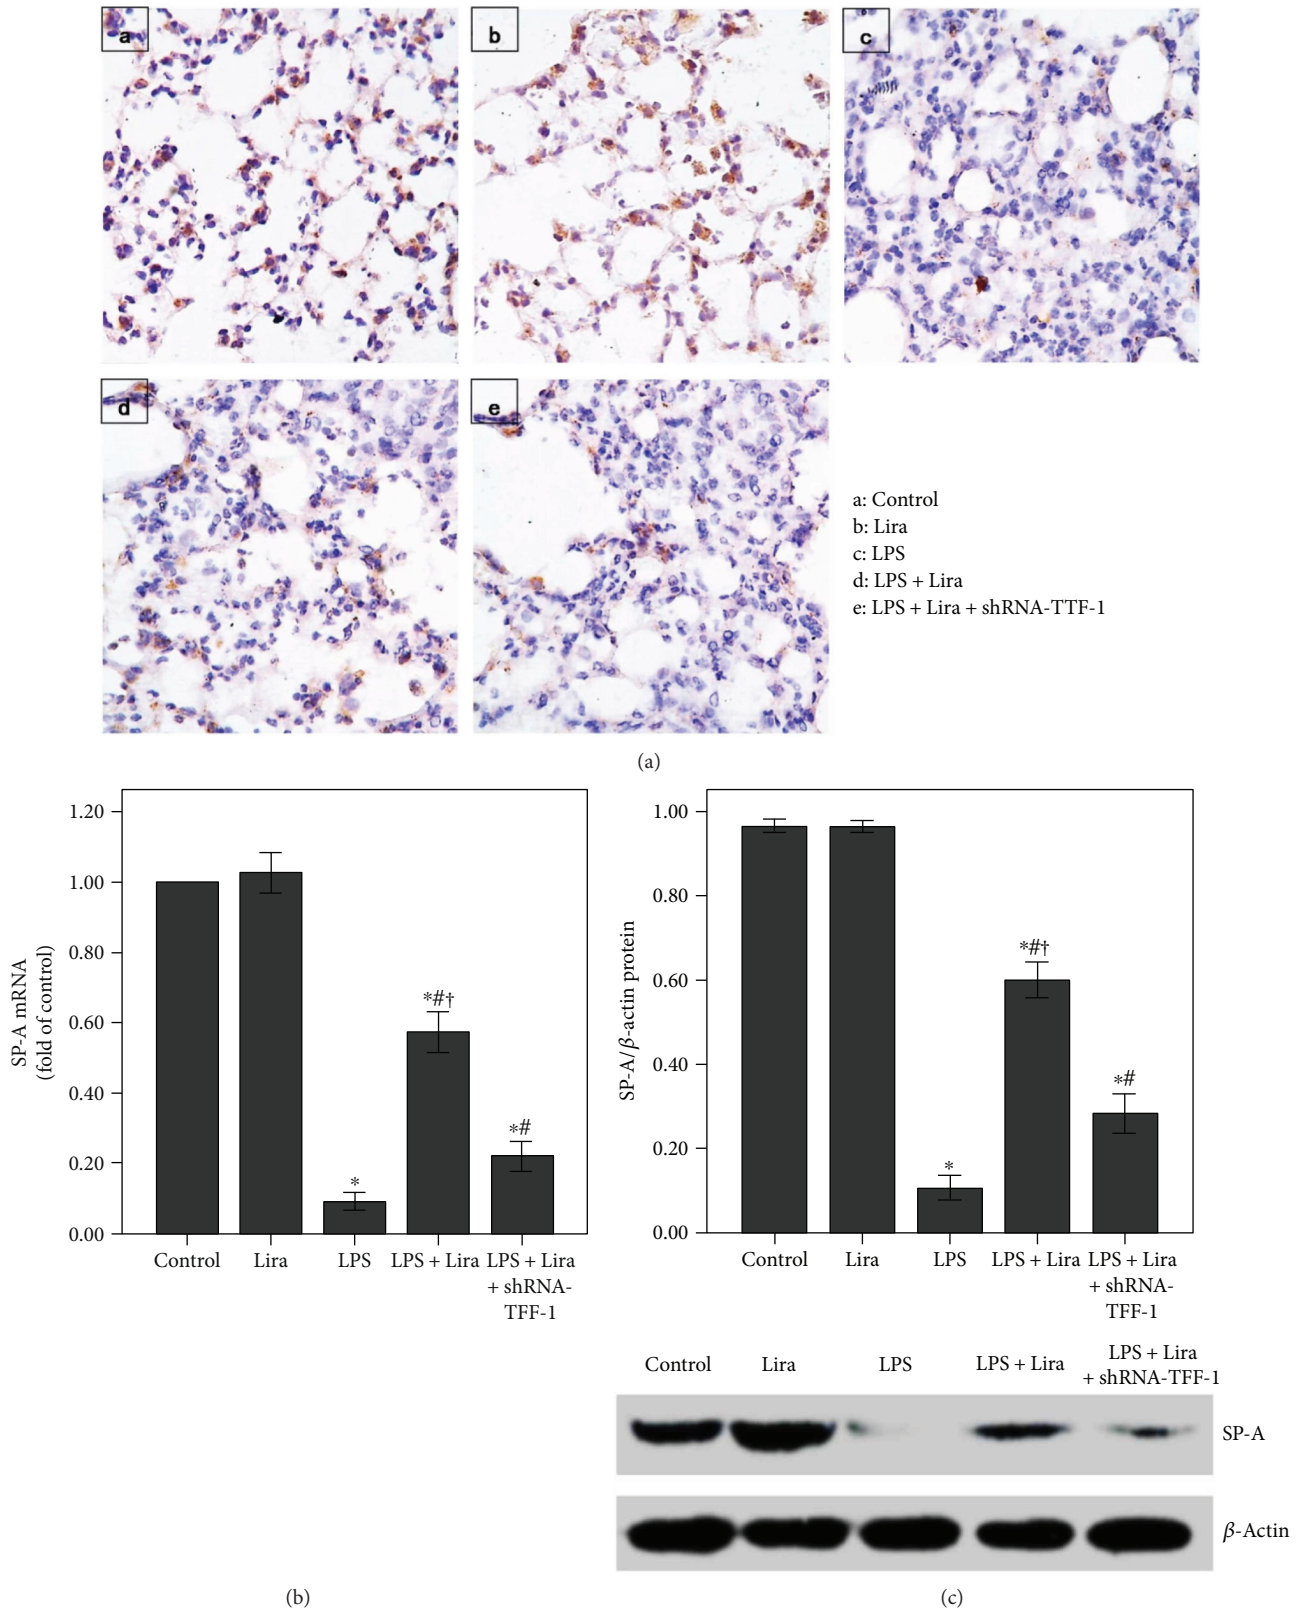 a
b
c
d
e
a: Control
b: Lira
c: LPS
d: LPS + Lira
e: LPS + Lira + shRNA-TTF-1
(a)
SP-A mRNA
(fold of control)
1.20
1.00
0.80
0.60
0.40
0.20
0.00
*
*#†
*#
Control
Lira
LPS
LPS + Lira
LPS + Lira
+ shRNA-
TFF-1
(b)
SP-A/β-actin protein
1.00
0.80
0.60
0.40
0.20
0.00
*
*#†
*#
Control
Lira
LPS
LPS + Lira
LPS + Lira
+ shRNA-
TFF-1
Control
Lira
LPS
LPS + Lira
LPS + Lira
+ shRNA-TFF-1
SP-A
β-Actin
(c)